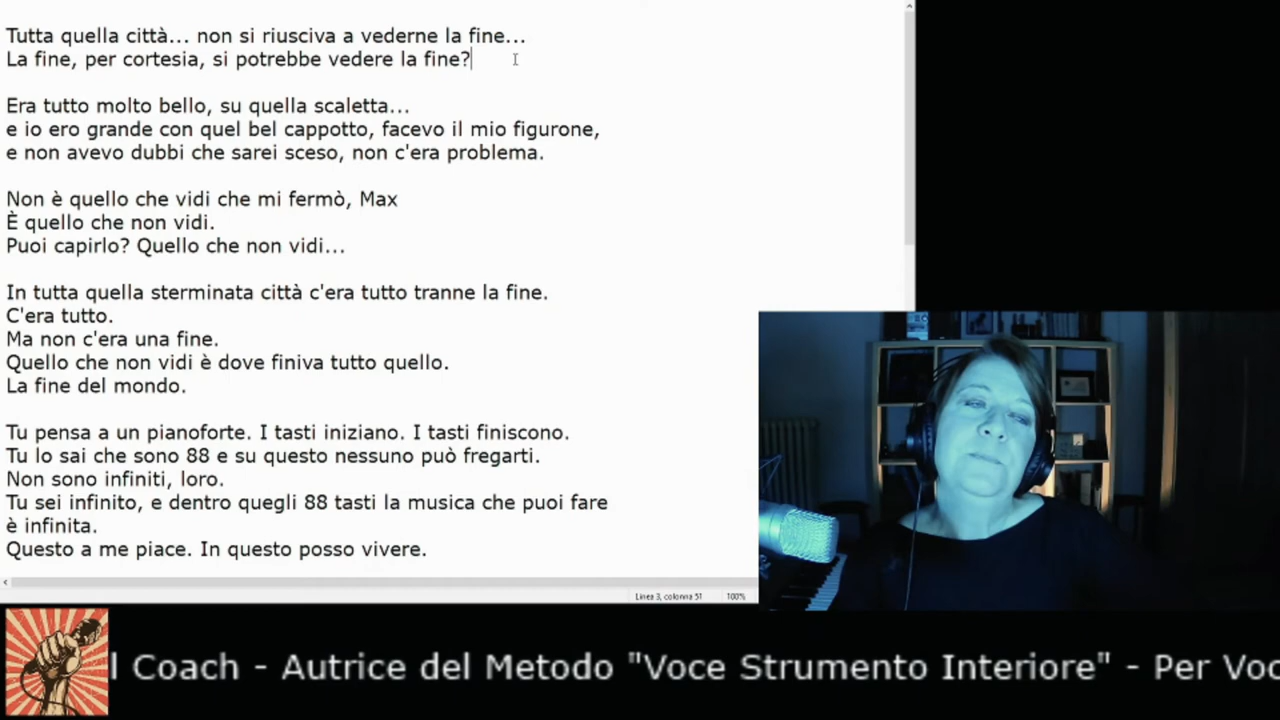 Tutta quella città... non si riusciva a vederne la fine...
La fine, per cortesia, si potrebbe vedere la fine?
Era tutto molto bello, su quella scaletta...
e io ero grande con quel bel cappotto, facevo il mio figurone,
e non avevo dubbi che sarei sceso, non c'era problema.
Non è quello che vidi che mi fermò, Max
È quello che non vidi.
Puoi capirlo? Quello che non vidi...
In tutta quella sterminata città c'era tutto tranne la fine.
C'era tutto.
Ma non c'era una fine.
Quello che non vidi è dove finiva tutto quello.
La fine del mondo.
Tu pensa a un pianoforte. I tasti iniziano. I tasti finiscono.
Tu lo sai che sono 88 e su questo nessuno può fregarti.
Non sono infiniti, loro.
Tu sei infinito, e dentro quegli 88 tasti la musica che puoi fare
è infinita.
Questo a me piace. In questo posso vivere.
Linea 3, colonna 51 100%
l Coach - Autrice del Metodo "Voce Strumento Interiore" - Per Voc